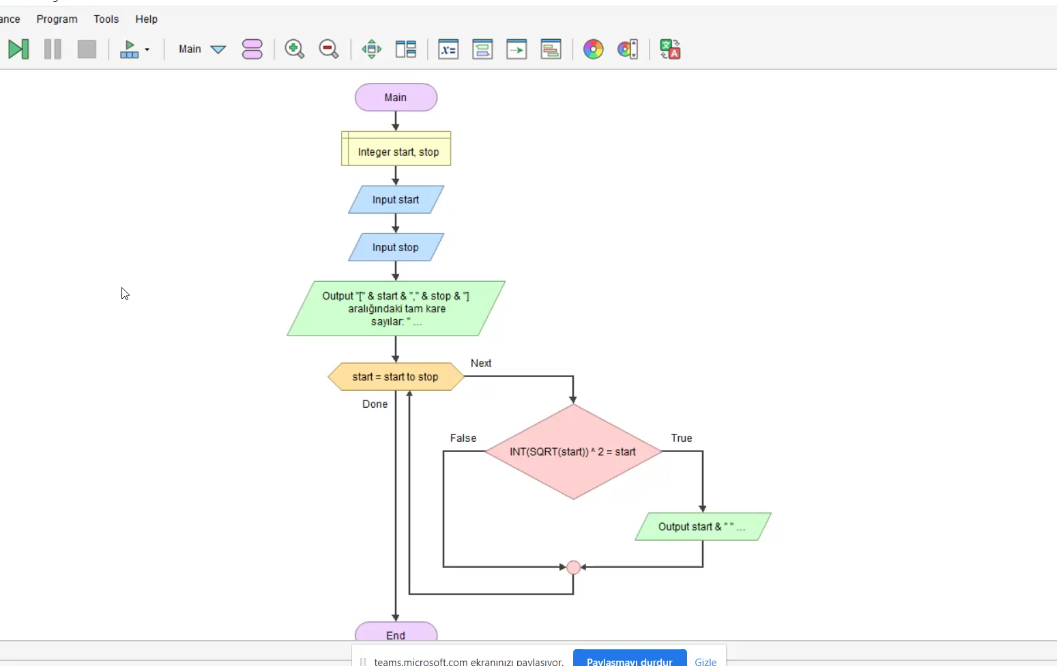 ance Program Tools Help
Main
Main
Integer start, stop
Input start
Input stop
Output "[" & start & "," & stop & "]
aralığındaki tam kare
sayılar: " ...
start = start to stop
Next
Done
False
True
INT(SQRT(start)) ^ 2 = start
Output start & " " ...
End
teams.microsoft.com ekranınızı paylaşıyor.
Paylaşmayı durdur
Gizle